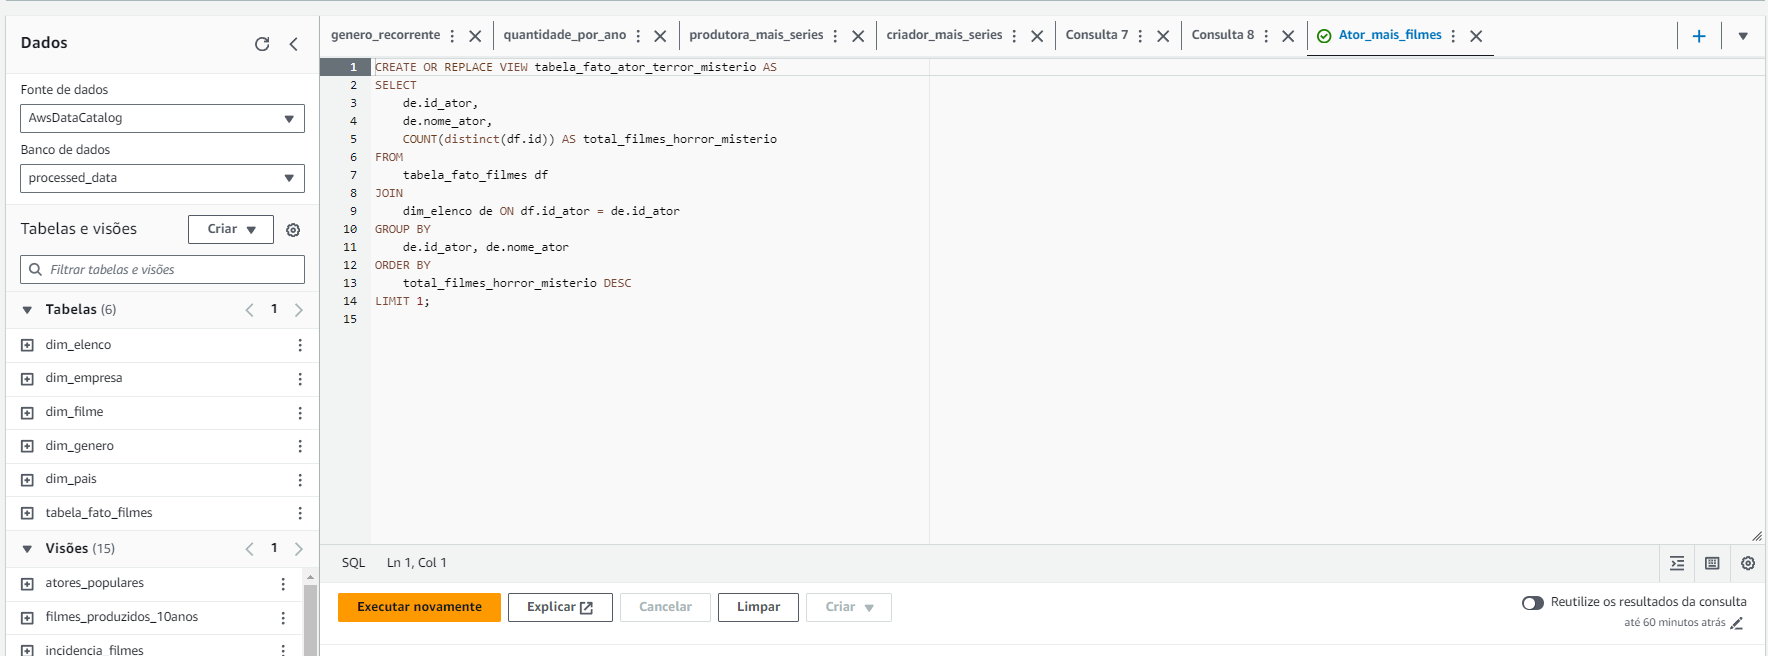 Dados
Fonte de dados
AwsDataCatalog
Banco de dados
processed_data
Tabelas e visões
Criar
Filtrar tabelas e visões
Tabelas (6)
1
dim_elenco
dim_empresa
dim_filme
dim_genero
dim_pais
tabela_fato_filmes
Visões (15)
1
atores_populares
filmes_produzidos_10anos
incidencia_filmes
genero_recorrente
quantidade_por_ano
produtora_mais_series
criador_mais_series
Consulta 7
Consulta 8
Ator_mais_filmes
1 CREATE OR REPLACE VIEW tabela_fato_ator_terror_misterio AS
2 SELECT
3 de.id_ator,
4 de.nome_ator,
5 COUNT(distinct(df.id)) AS total_filmes_horror_misterio
6 FROM
7 tabela_fato_filmes df
8 JOIN
9 dim_elenco de ON df.id_ator = de.id_ator
10 GROUP BY
11 de.id_ator, de.nome_ator
12 ORDER BY
13 total_filmes_horror_misterio DESC
14 LIMIT 1;
15
SQL Ln 1, Col 1
Executar novamente
Explicar
Cancelar
Limpar
Criar
Reutilize os resultados da consulta
até 60 minutos atrás